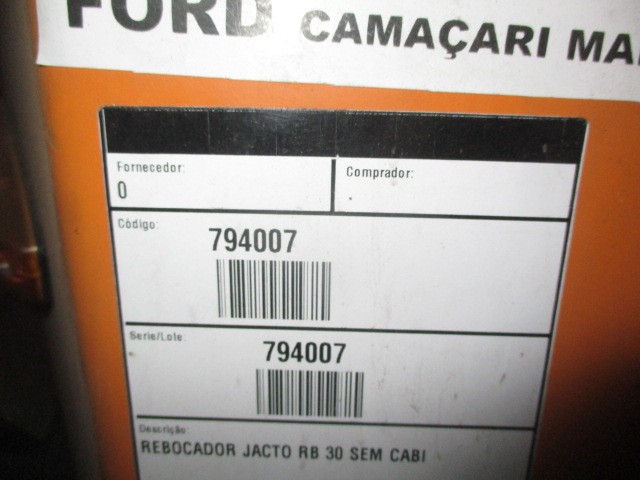 FORD CAMAÇARI MA
Fornecedor:
0
Comprador:
.
Código:
794007
Serie/Lote:
794007
Descrição:
REBOCADOR JACTO RB 30 SEM CABI